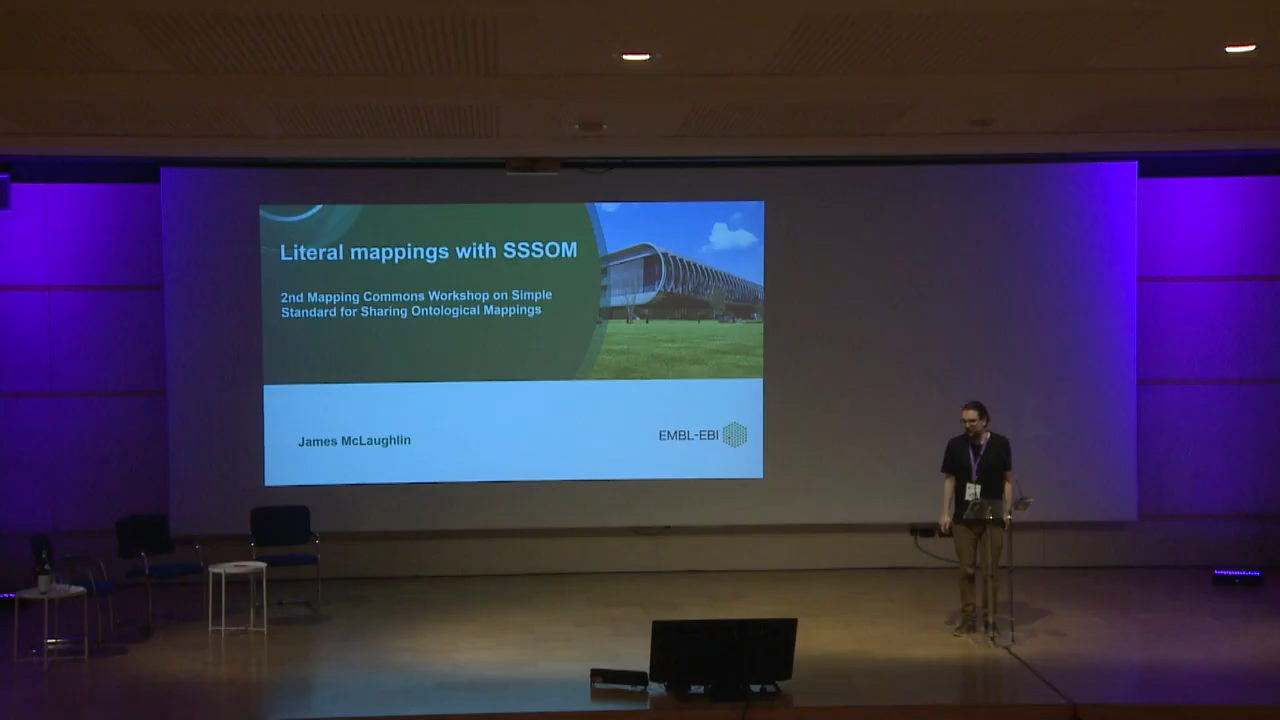 Literal mappings with SSSOM
2nd Mapping Commons Workshop on Simple
Standard for Sharing Ontological Mappings
James McLaughlin
EMBL-EBI